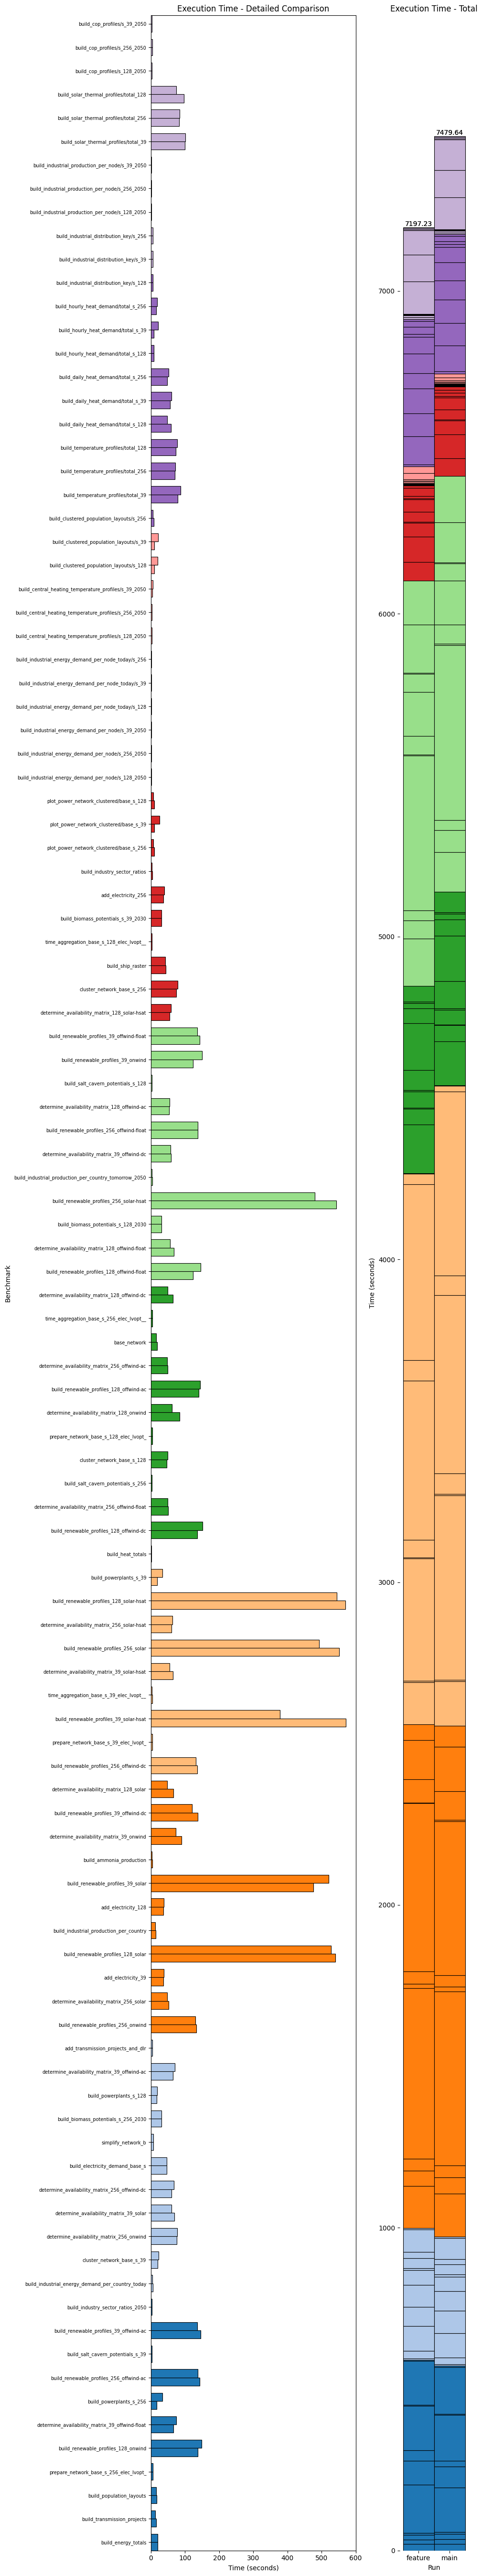 Execution Time - Detailed Comparison
Execution Time - Total
build_cop_profiles/s_39_2050
build_cop_profiles/s_256_2050
build_cop_profiles/s_128_2050
build_solar_thermal_profiles/total_128
build_solar_thermal_profiles/total_256
build_solar_thermal_profiles/total_39
build_industrial_production_per_node/s_39_2050
build_industrial_production_per_node/s_256_2050
build_industrial_production_per_node/s_128_2050
build_industrial_distribution_key/s_256
build_industrial_distribution_key/s_39
build_industrial_distribution_key/s_128
build_hourly_heat_demand/total_s_256
build_hourly_heat_demand/total_s_39
build_hourly_heat_demand/total_s_128
build_daily_heat_demand/total_s_256
build_daily_heat_demand/total_s_39
build_daily_heat_demand/total_s_128
build_temperature_profiles/total_128
build_temperature_profiles/total_256
build_temperature_profiles/total_39
build_clustered_population_layouts/s_256
build_clustered_population_layouts/s_39
build_clustered_population_layouts/s_128
build_central_heating_temperature_profiles/s_39_2050
build_central_heating_temperature_profiles/s_256_2050
build_central_heating_temperature_profiles/s_128_2050
build_industrial_energy_demand_per_node_today/s_256
build_industrial_energy_demand_per_node_today/s_39
build_industrial_energy_demand_per_node_today/s_128
build_industrial_energy_demand_per_node/s_39_2050
build_industrial_energy_demand_per_node/s_256_2050
build_industrial_energy_demand_per_node/s_128_2050
plot_power_network_clustered/base_s_128
plot_power_network_clustered/base_s_39
plot_power_network_clustered/base_s_256
build_industry_sector_ratios
add_electricity_256
build_biomass_potentials_s_39_2030
time_aggregation_base_s_128_elec_lvopt__
build_ship_raster
cluster_network_base_s_256
determine_availability_matrix_128_solar-hsat
build_renewable_profiles_39_offwind-float
build_renewable_profiles_39_onwind
build_salt_cavern_potentials_s_128
determine_availability_matrix_128_offwind-ac
build_renewable_profiles_256_offwind-float
determine_availability_matrix_39_offwind-dc
build_industrial_production_per_country_tomorrow_2050
build_renewable_profiles_256_solar-hsat
build_biomass_potentials_s_128_2030
determine_availability_matrix_128_offwind-float
build_renewable_profiles_128_offwind-float
determine_availability_matrix_128_offwind-dc
time_aggregation_base_s_256_elec_lvopt__
base_network
determine_availability_matrix_256_offwind-ac
build_renewable_profiles_128_offwind-ac
determine_availability_matrix_128_onwind
prepare_network_base_s_128_elec_lvopt_
cluster_network_base_s_128
build_salt_cavern_potentials_s_256
determine_availability_matrix_256_offwind-float
build_renewable_profiles_128_offwind-dc
build_heat_totals
build_powerplants_s_39
build_renewable_profiles_128_solar-hsat
determine_availability_matrix_256_solar-hsat
build_renewable_profiles_256_solar
determine_availability_matrix_39_solar-hsat
time_aggregation_base_s_39_elec_lvopt__
build_renewable_profiles_39_solar-hsat
prepare_network_base_s_39_elec_lvopt_
build_renewable_profiles_256_offwind-dc
determine_availability_matrix_128_solar
build_renewable_profiles_39_offwind-dc
determine_availability_matrix_39_onwind
build_ammonia_production
build_renewable_profiles_39_solar
add_electricity_128
build_industrial_production_per_country
build_renewable_profiles_128_solar
add_electricity_39
determine_availability_matrix_256_solar
build_renewable_profiles_256_onwind
add_transmission_projects_and_dlr
determine_availability_matrix_39_offwind-ac
build_powerplants_s_128
build_biomass_potentials_s_256_2030
simplify_network_b
build_electricity_demand_base_s
determine_availability_matrix_256_offwind-dc
determine_availability_matrix_39_solar
determine_availability_matrix_256_onwind
cluster_network_base_s_39
build_industrial_energy_demand_per_country_today
build_industry_sector_ratios_2050
build_renewable_profiles_39_offwind-ac
build_salt_cavern_potentials_s_39
build_renewable_profiles_256_offwind-ac
build_powerplants_s_256
determine_availability_matrix_39_offwind-float
build_renewable_profiles_128_onwind
prepare_network_base_s_256_elec_lvopt_
build_population_layouts
build_transmission_projects
build_energy_totals
Benchmark
0 100 200 300 400 500 600
Time (seconds)
7479.64
7197.23
7000
6000
5000
4000
3000
2000
1000
0
Time (seconds)
feature main
Run